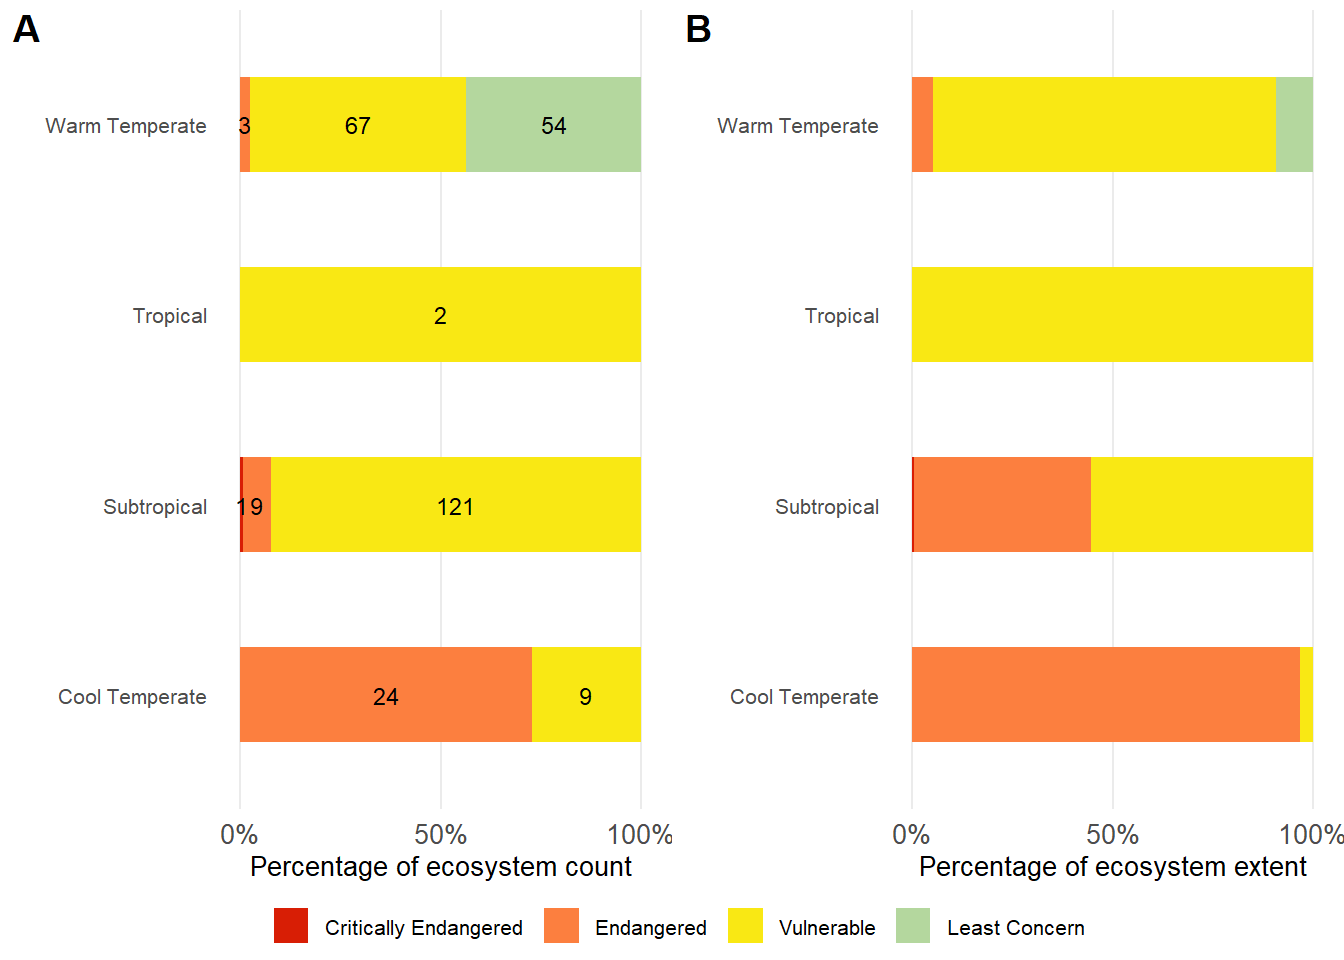 A
Warm Temperate
3 67 54
Tropical
2
Subtropical
1 9 121
Cool Temperate
24 9
0% 50% 100%
Percentage of ecosystem count
B
Warm Temperate
Tropical
Subtropical
Cool Temperate
0% 50% 100%
Percentage of ecosystem extent
Critically Endangered Endangered Vulnerable Least Concern